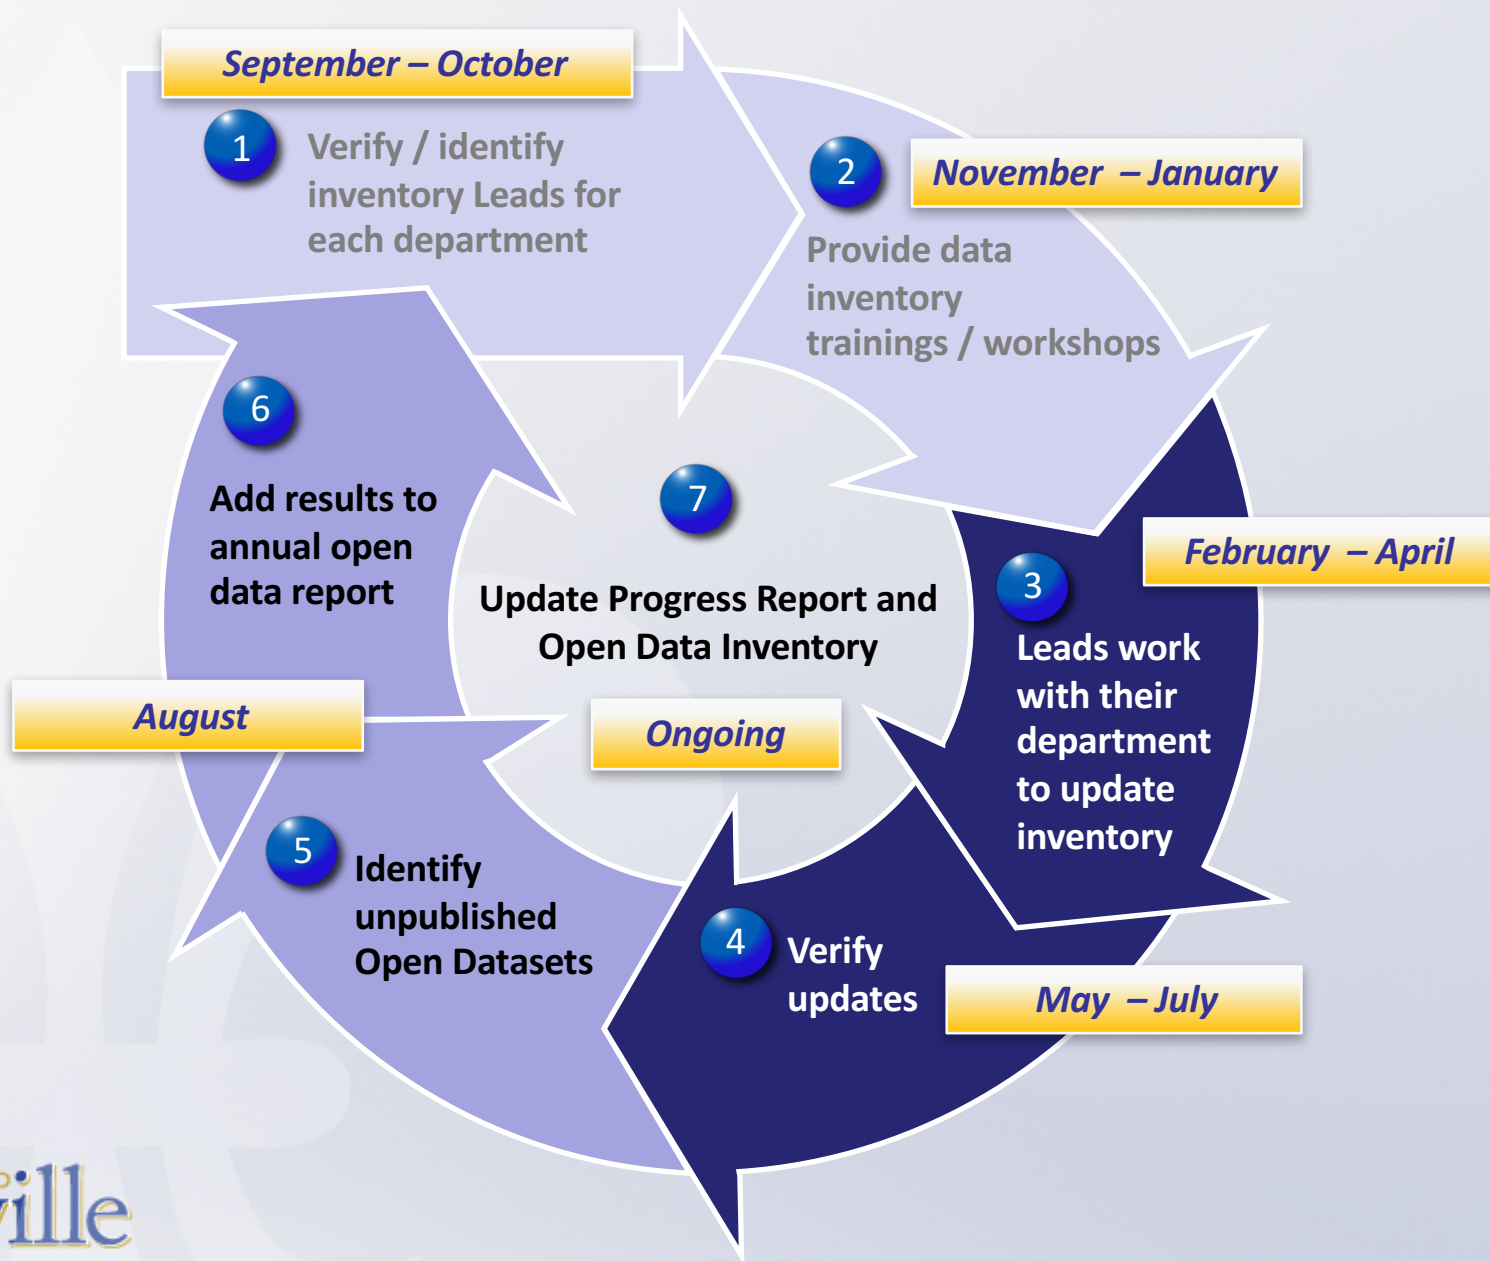 September – October
1
Verify / identify
inventory Leads for
each department
2
November – January
Provide data
inventory
trainings / workshops
February – April
3
Leads work
with their
department
to update
inventory
4
Verify
updates
May – July
5
Identify
unpublished
Open Datasets
August
6
Add results to
annual open
data report
7
Update Progress Report and
Open Data Inventory
Ongoing
ville